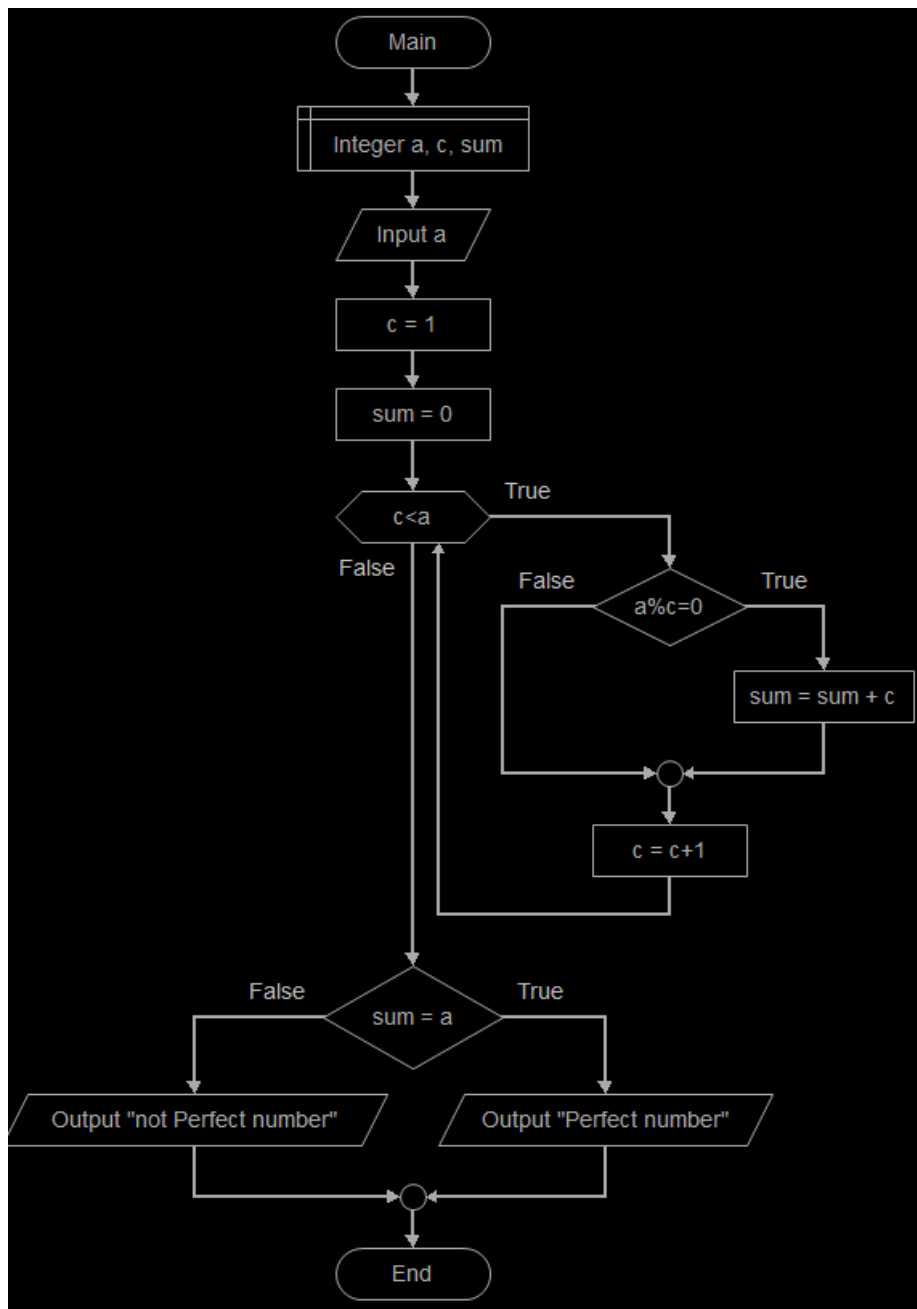 Main
Integer a, c, sum
Input a
c = 1
sum = 0
c<a
True
False
a%c=0
False
True
sum = sum + c
c = c+1
sum = a
False
True
Output "not Perfect number"
Output "Perfect number"
End